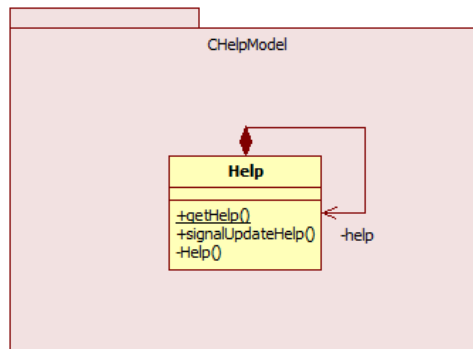 CHelpModel
Help
+getHelp()
+signalUpdateHelp()
-Help()
-help